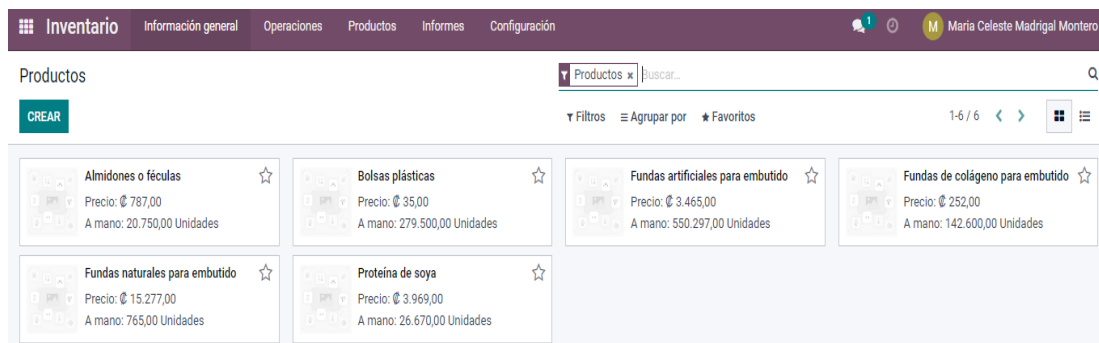 Inventario Información general Operaciones Productos Informes Configuración 1 M Maria Celeste Madrigal Montero
Productos
Productos x Buscar...
CREAR
Filtros Agrupar por Favoritos 1-6 / 6
Almidones o féculas
Precio: ₡ 787,00
A mano: 20.750,00 Unidades
Bolsas plásticas
Precio: ₡ 35,00
A mano: 279.500,00 Unidades
Fundas artificiales para embutido
Precio: ₡ 3.465,00
A mano: 550.297,00 Unidades
Fundas de colágeno para embutido
Precio: ₡ 252,00
A mano: 142.600,00 Unidades
Fundas naturales para embutido
Precio: ₡ 15.277,00
A mano: 765,00 Unidades
Proteína de soya
Precio: ₡ 3.969,00
A mano: 26.670,00 Unidades